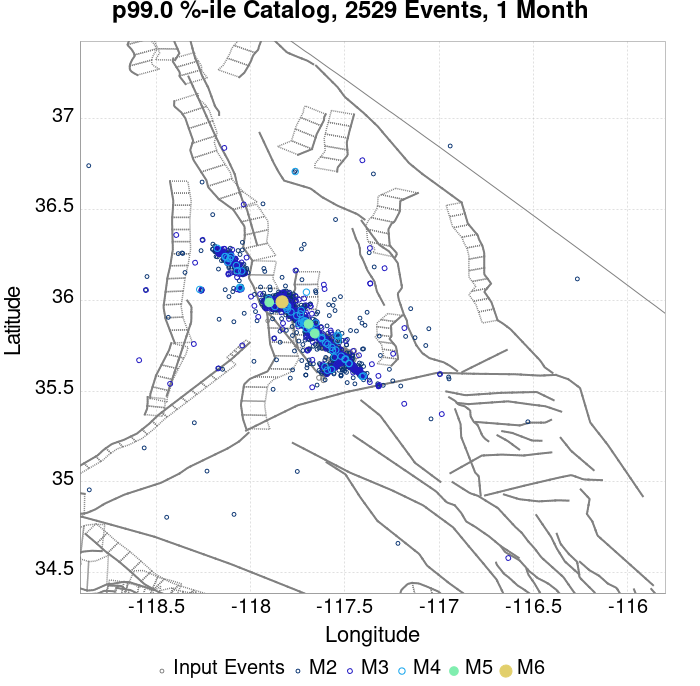 p99.0 %-ile Catalog, 2529 Events, 1 Month
37
36.5
36
35.5
35
34.5
Latitude
-118.5 -118 -117.5 -117 -116.5 -116
Longitude
Input Events M2 M3 M4 M5 M6